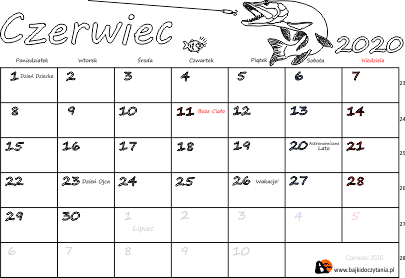 Czerwiec 2020
Poniedziałek Wtorek Środa Czwartek Piątek Sobota Niedziela
1 Dzień Dziecka 2 3 4 5 6 7 23
8 9 10 11 Boże Ciało 12 13 14 24
15 16 17 18 19 20 Astronomiczne Lato 21 25
22 23 Dzień Ojca 24 25 26 Wakacje! 27 28 26
29 30 1 Lipiec 2 3 4 5 27
6 7 8 9 10 28
Czerwiec 2020
www.bajkidoczytania.pl